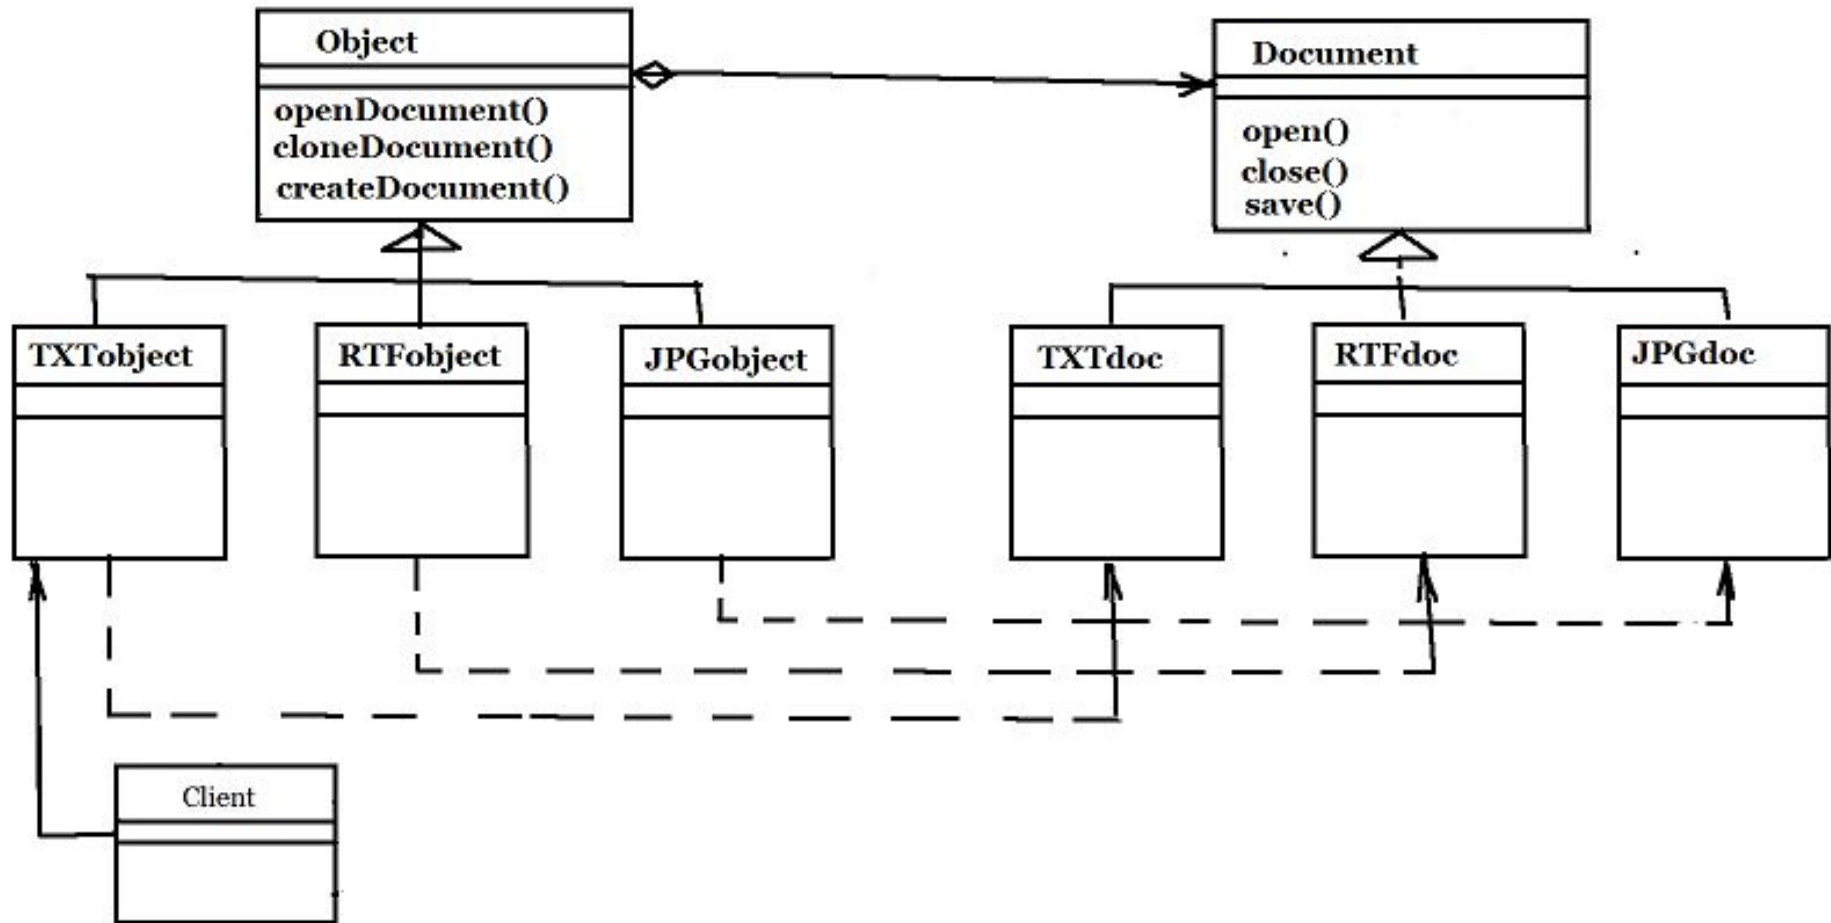 Object
openDocument()
cloneDocument()
createDocument()
Document
open()
close()
save()
TXTobject
RTFobject
JPGobject
TXTdoc
RTFdoc
JPGdoc
Client